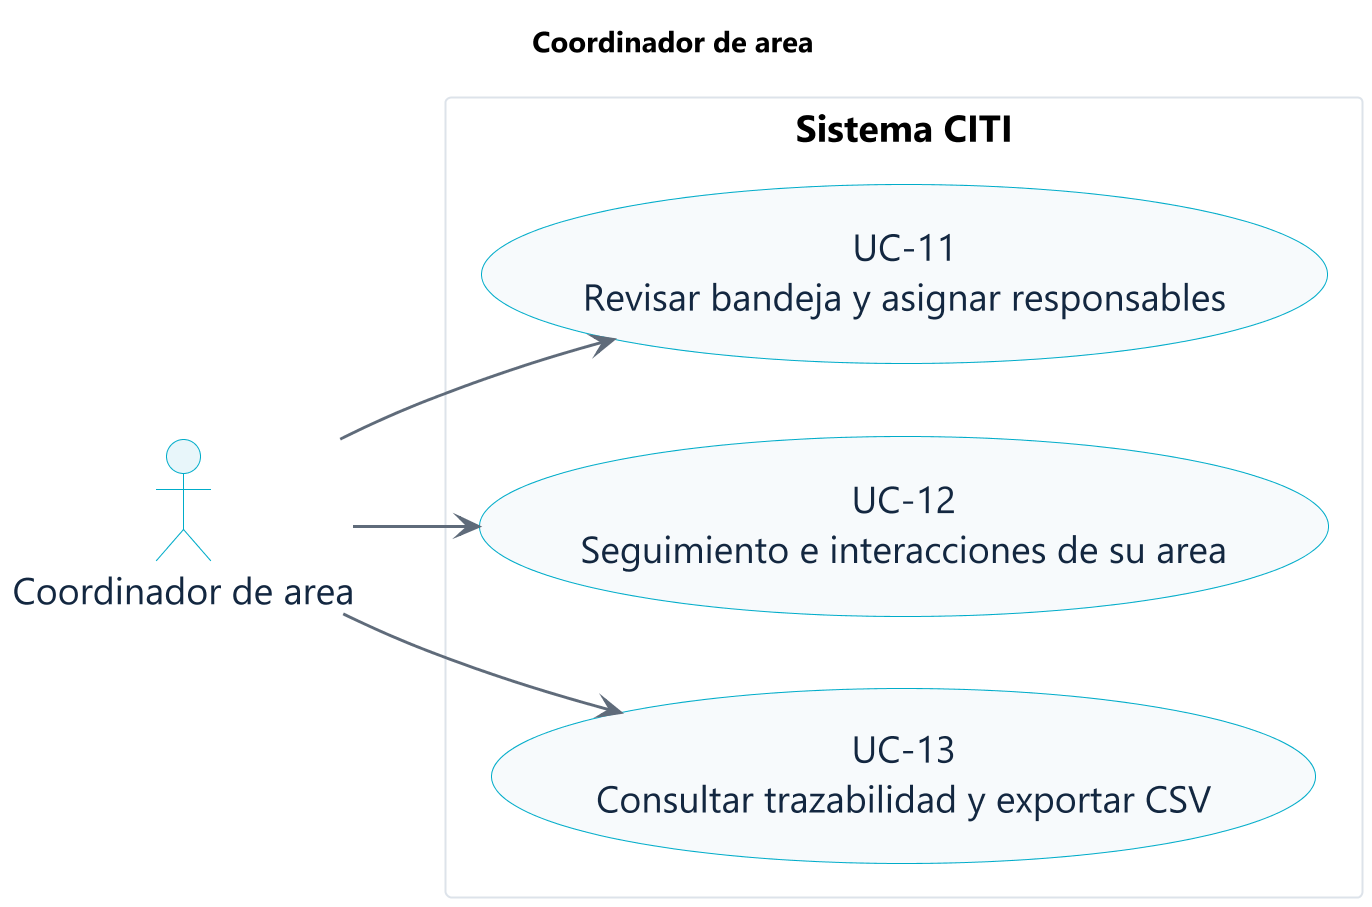 Coordinador de area
Sistema CITI
UC-11
Revisar bandeja y asignar responsables
UC-12
Seguimiento e interacciones de su area
Coordinador de area
UC-13
Consultar trazabilidad y exportar CSV